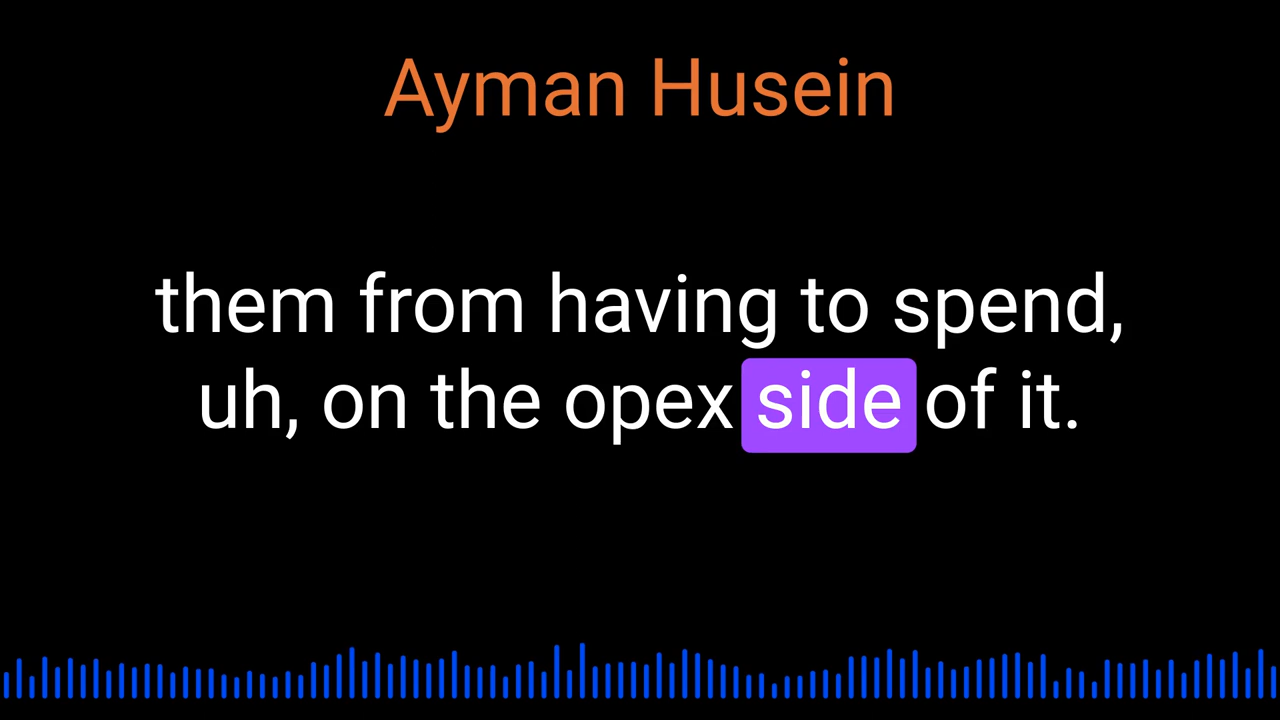 Ayman Husein
them from having to spend,
uh, on the opex side of it.